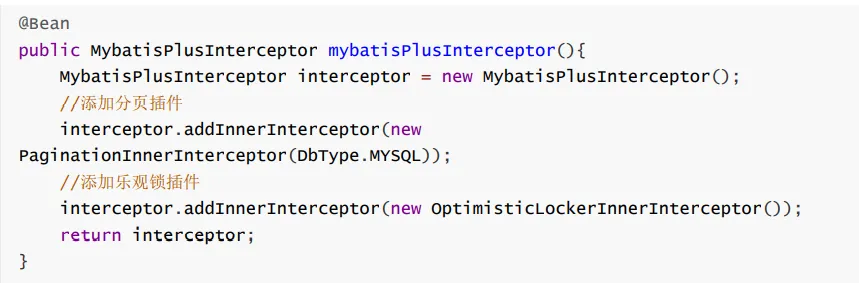 @Bean
public MybatisPlusInterceptor mybatisPlusInterceptor(){
    MybatisPlusInterceptor interceptor = new MybatisPlusInterceptor();
    //添加分页插件
    interceptor.addInnerInterceptor(new
PaginationInnerInterceptor(DbType.MYSQL));
    //添加乐观锁插件
    interceptor.addInnerInterceptor(new OptimisticLockerInnerInterceptor());
    return interceptor;
}